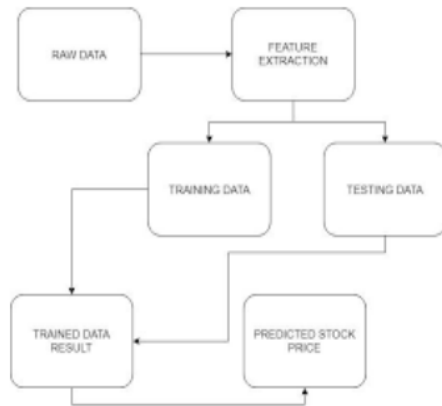 RAW DATA
FEATURE
EXTRACTION
TRAINING DATA
TESTING DATA
TRAINED DATA
RESULT
PREDICTED STOCK
PRICE